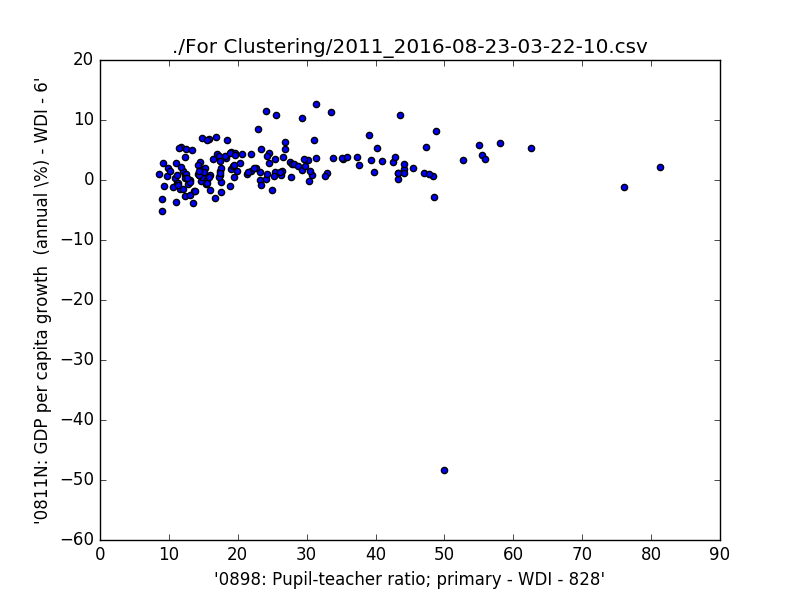 ./For Clustering/2011_2016-08-23-03-22-10.csv
20
10
0
−10
−20
−30
−40
−50
−60
'0811N: GDP per capita growth  (annual \%) - WDI - 6'
0 10 20 30 40 50 60 70 80 90
'0898: Pupil-teacher ratio; primary - WDI - 828'